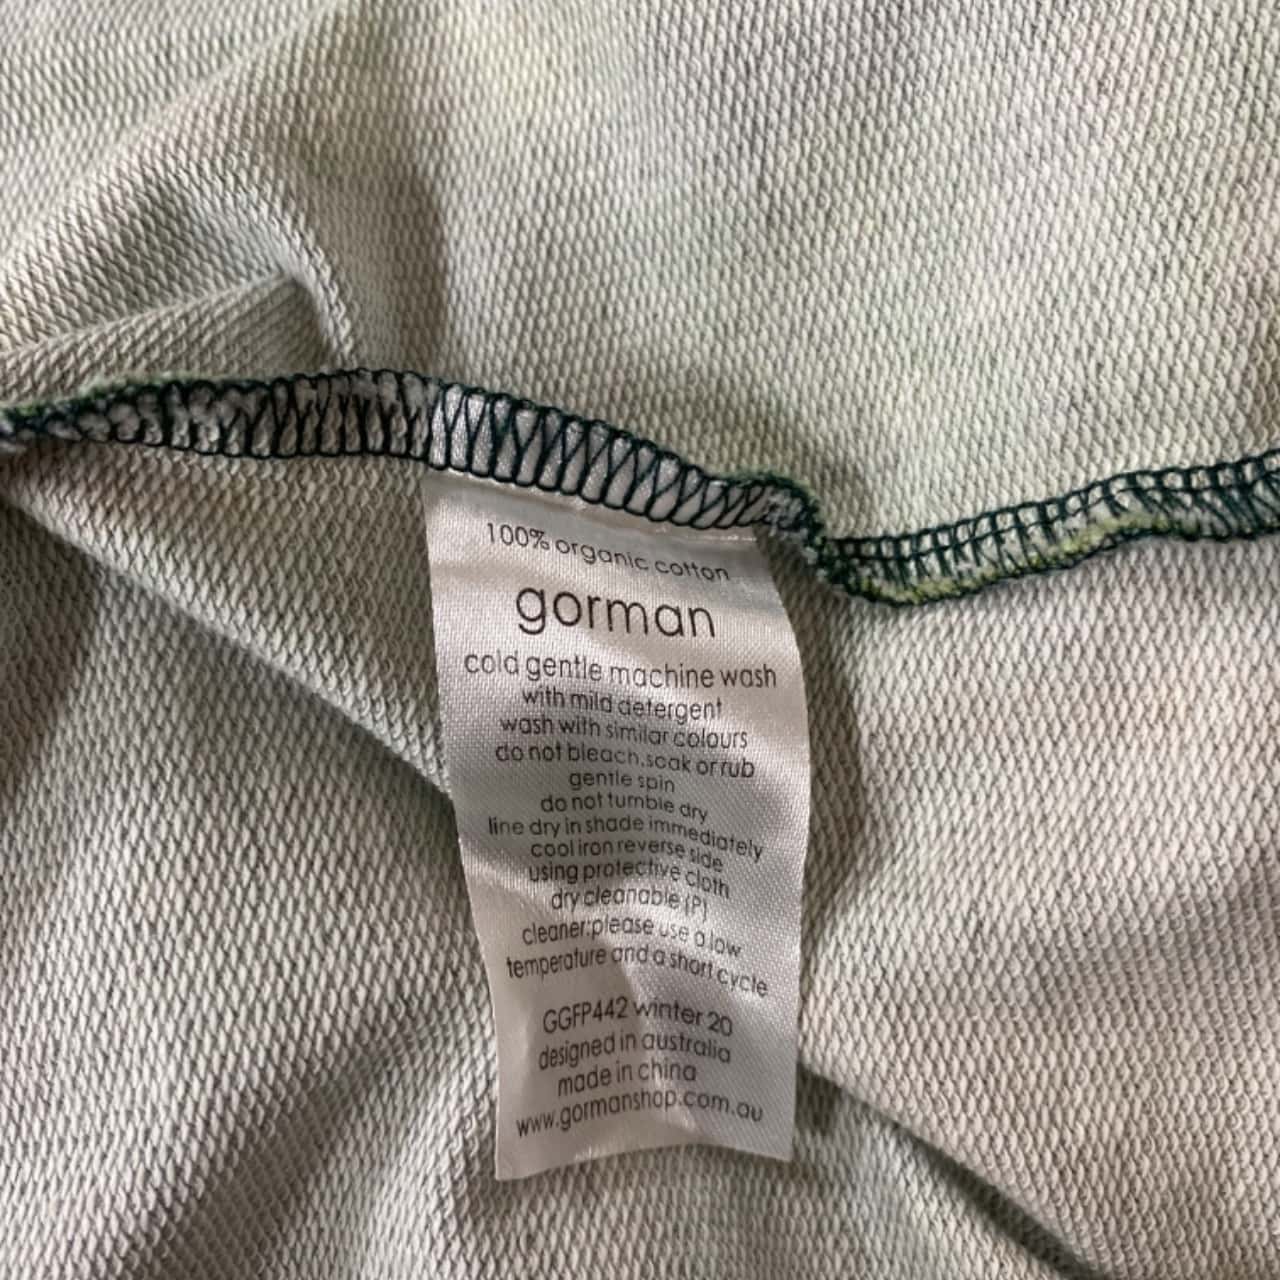 100% organic cotton
gorman
cold gentle machine wash
with mild detergent
wash with similar colours
do not bleach.soak or rub
gentle spin
do not tumble dry
line dry in shade immediately
cool iron reverse side
using protective cloth
dry cleanable (P)
cleaner:please use a low
temperature and a short cycle
GGFP442 winter 20
designed in australia
made in china
www.gormanshop.com.au